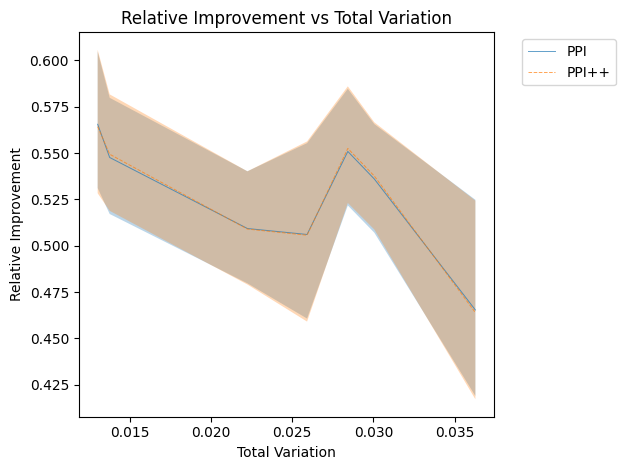 Relative Improvement vs Total Variation
PPI
PPI++
Relative Improvement
0.600
0.575
0.550
0.525
0.500
0.475
0.450
0.425
0.015
0.020
0.025
0.030
0.035
Total Variation